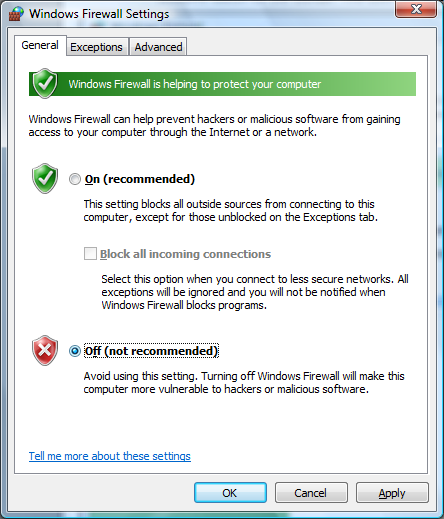 Windows Firewall Settings
General Exceptions Advanced
Windows Firewall is helping to protect your computer
Windows Firewall can help prevent hackers or malicious software from gaining
access to your computer through the Internet or a network.
On (recommended)
This setting blocks all outside sources from connecting to this
computer, except for those unblocked on the Exceptions tab.
Block all incoming connections
Select this option when you connect to less secure networks. All
exceptions will be ignored and you will not be notified when
Windows Firewall blocks programs.
Off (not recommended)
Avoid using this setting. Turning off Windows Firewall will make this
computer more vulnerable to hackers or malicious software.
Tell me more about these settings
OK Cancel Apply